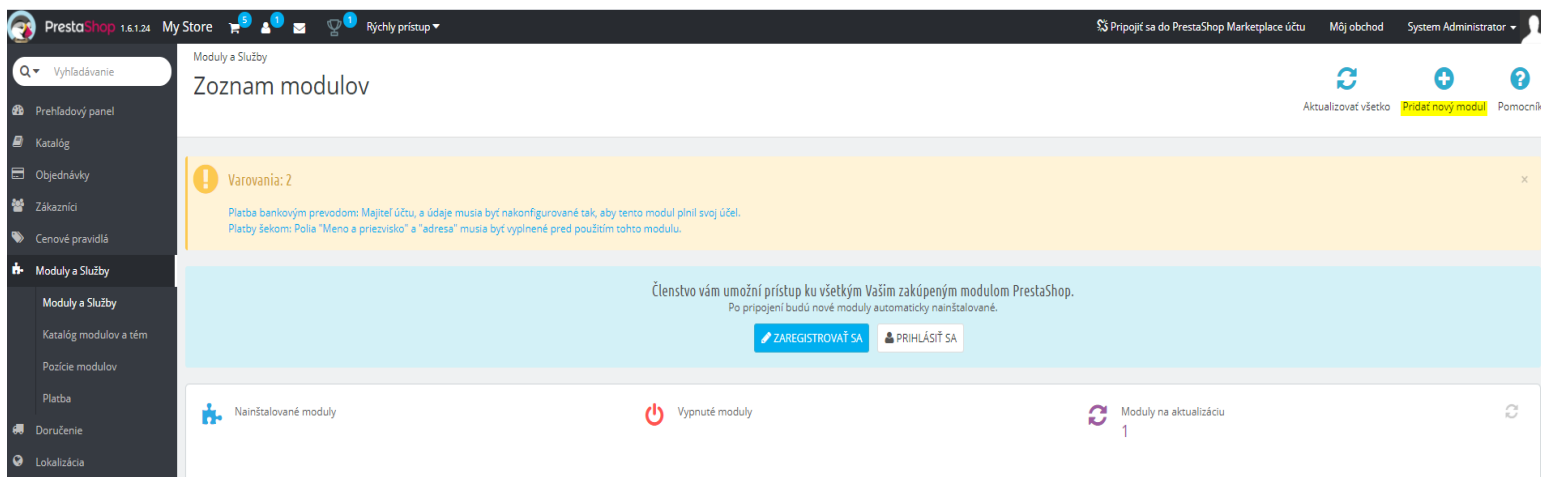 PrestaShop 1.6.1.24 My Store 5 1 1 Rýchly prístup Pripojiť sa do PrestaShop Marketplace účtu Môj obchod System Administrator
Vyhľadávanie
Moduly a Služby
Zoznam modulov
Aktualizovať všetko Pridať nový modul Pomocník
Prehľadový panel
Katalóg
Objednávky
Zákazníci
Cenové pravidlá
Moduly a Služby
Moduly a Služby
Katalóg modulov a tém
Pozície modulov
Platba
Doručenie
Lokalizácia
Varovania: 2
Platba bankovým prevodom: Majiteľ účtu, a údaje musia byť nakonfigurované tak, aby tento modul plnil svoj účel.
Platby šekom: Polia "Meno a priezvisko" a "adresa" musia byť vyplnené pred použitím tohto modulu.
Členstvo vám umožní prístup ku všetkým Vašim zakúpeným modulom PrestaShop.
Po pripojení budú nové moduly automaticky nainštalované.
ZAREGISTROVAŤ SA PRIHLÁSIŤ SA
Nainštalované moduly Vypnuté moduly Moduly na aktualizáciu
1